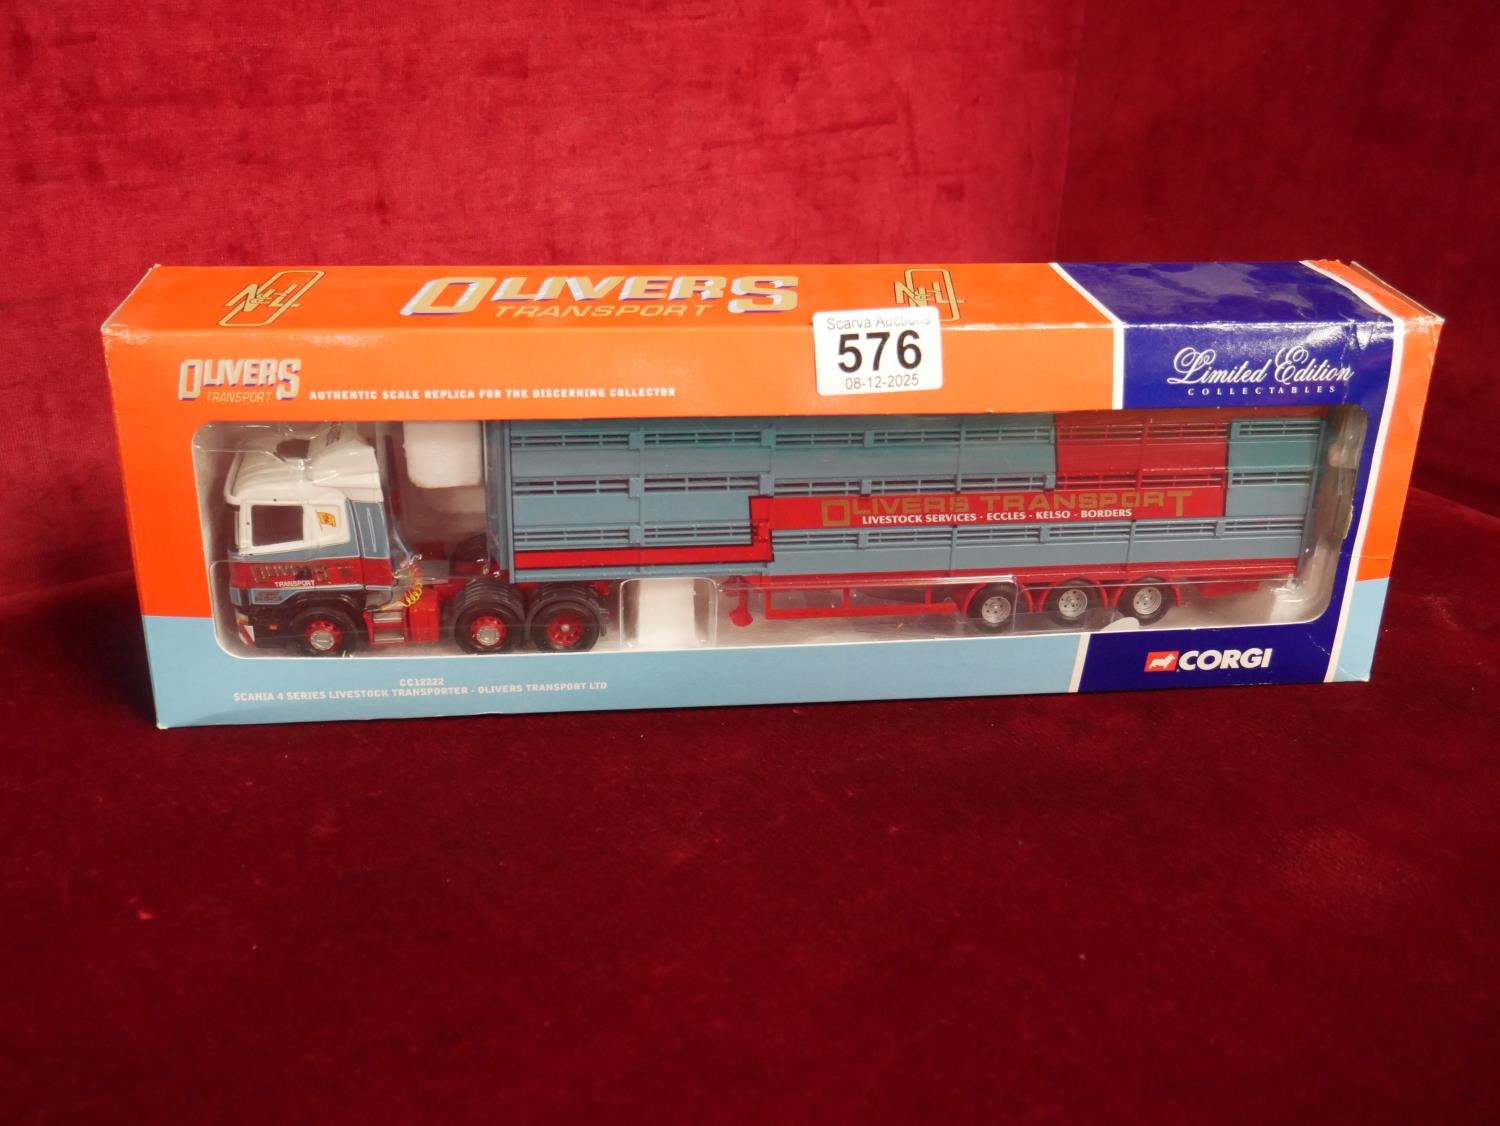 OLIVERS
TRANSPORT
OLIVERS
TRANSPORT
AUTHENTIC SCALE REPLICA FOR THE DISCERNING COLLECTOR
Scarva Auctions
576
08-12-2025
Limited Edition
COLLECTABLES
OLIVERS TRANSPORT
LIVESTOCK SERVICES · ECCLES · KELSO · BORDERS
TRANSPORT
CC12222
SCANIA 4 SERIES LIVESTOCK TRANSPORTER - OLIVERS TRANSPORT LTD
CORGI